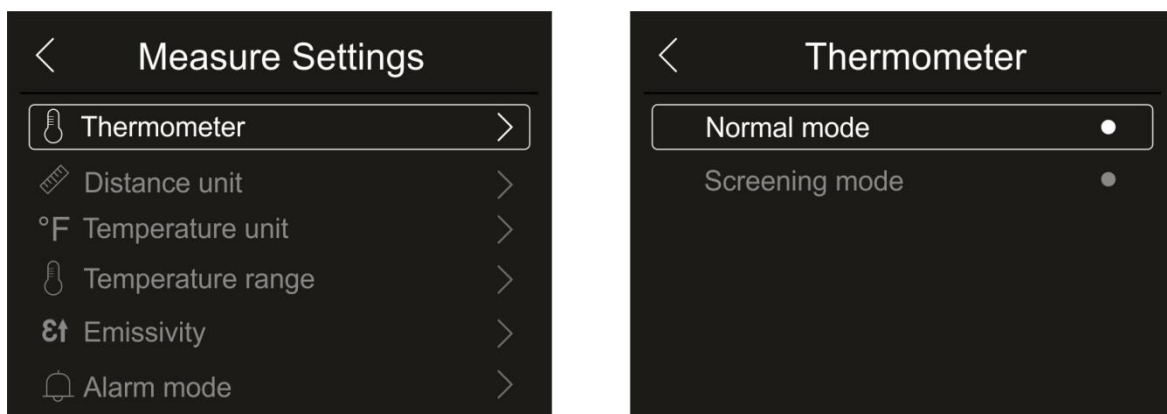 Measure Settings
Thermometer
Distance unit
°F Temperature unit
Temperature range
Ɛ↑ Emissivity
Alarm mode
Thermometer
Normal mode
Screening mode